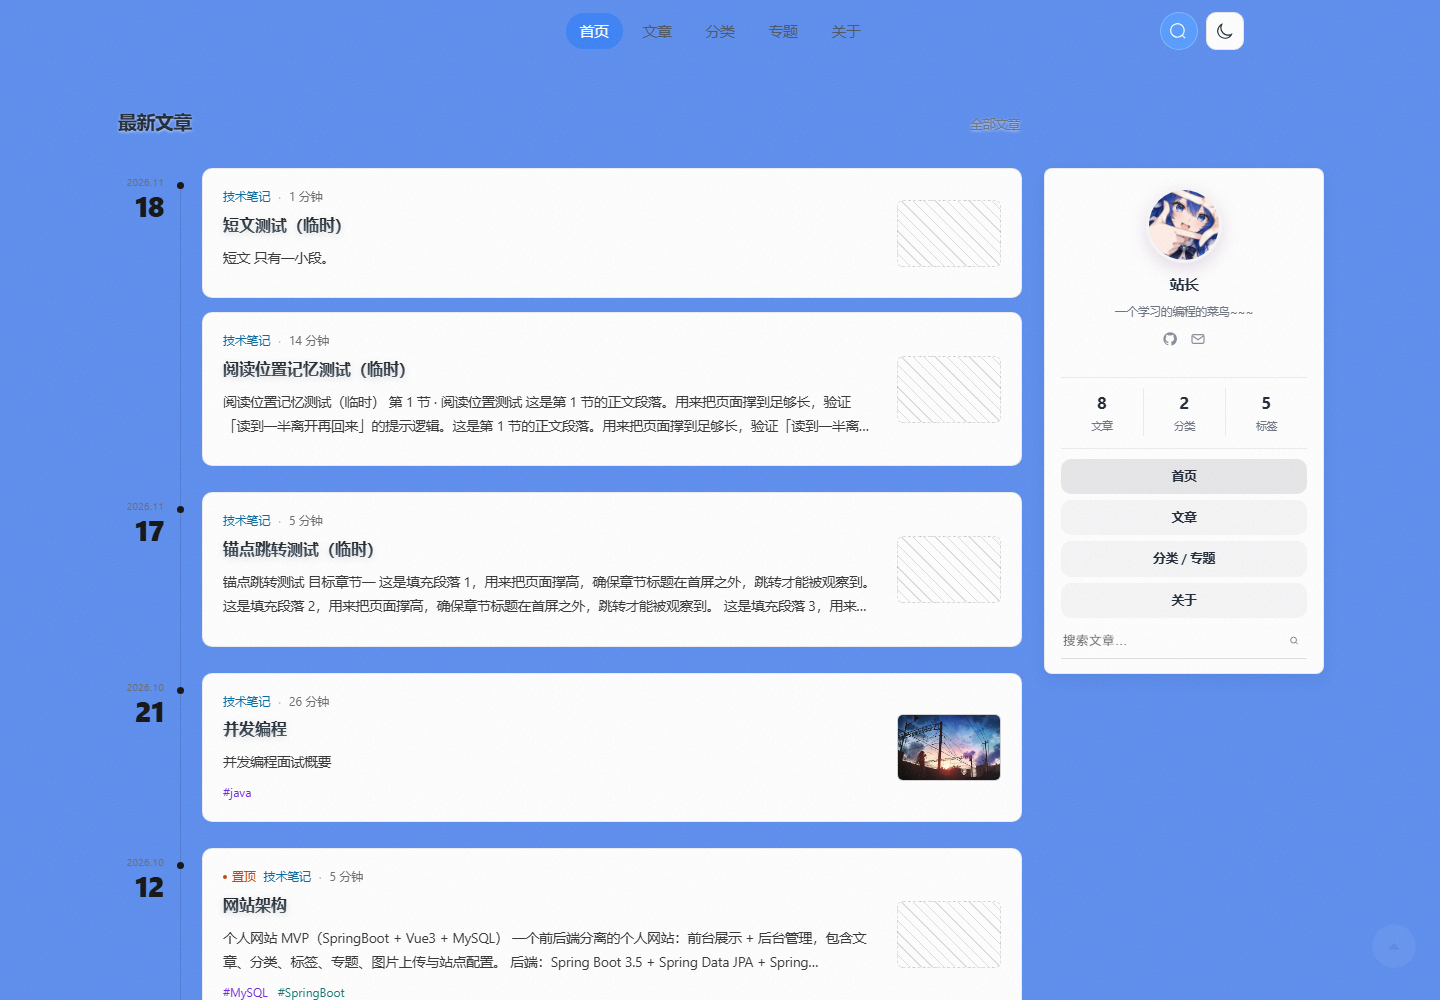 首页
文章
分类
专题
关于
最新文章
全部文章
2026.11
18
技术笔记 · 1 分钟
短文测试（临时）
短文 只有一小段。
技术笔记 · 14 分钟
阅读位置记忆测试（临时）
阅读位置记忆测试（临时） 第 1 节 · 阅读位置测试 这是第 1 节的正文段落。用来把页面撑到足够长，验证
「读到一半离开再回来」的提示逻辑。这是第 1 节的正文段落。用来把页面撑到足够长，验证「读到一半离...
2026.11
17
技术笔记 · 5 分钟
锚点跳转测试（临时）
锚点跳转测试 目标章节一 这是填充段落 1，用来把页面撑高，确保章节标题在首屏之外，跳转才能被观察到。
这是填充段落 2，用来把页面撑高，确保章节标题在首屏之外，跳转才能被观察到。 这是填充段落 3，用来...
2026.10
21
技术笔记 · 26 分钟
并发编程
并发编程面试概要
#java
2026.10
12
置顶 技术笔记 · 5 分钟
网站架构
个人网站 MVP（SpringBoot + Vue3 + MySQL） 一个前后端分离的个人网站：前台展示 + 后台管理，包含文
章、分类、标签、专题、图片上传与站点配置。 后端：Spring Boot 3.5 + Spring Data JPA + Spring...
#MySQL #SpringBoot
站长
一个学习的编程的菜鸟~~~
8
文章
2
分类
5
标签
首页
文章
分类 / 专题
关于
搜索文章...